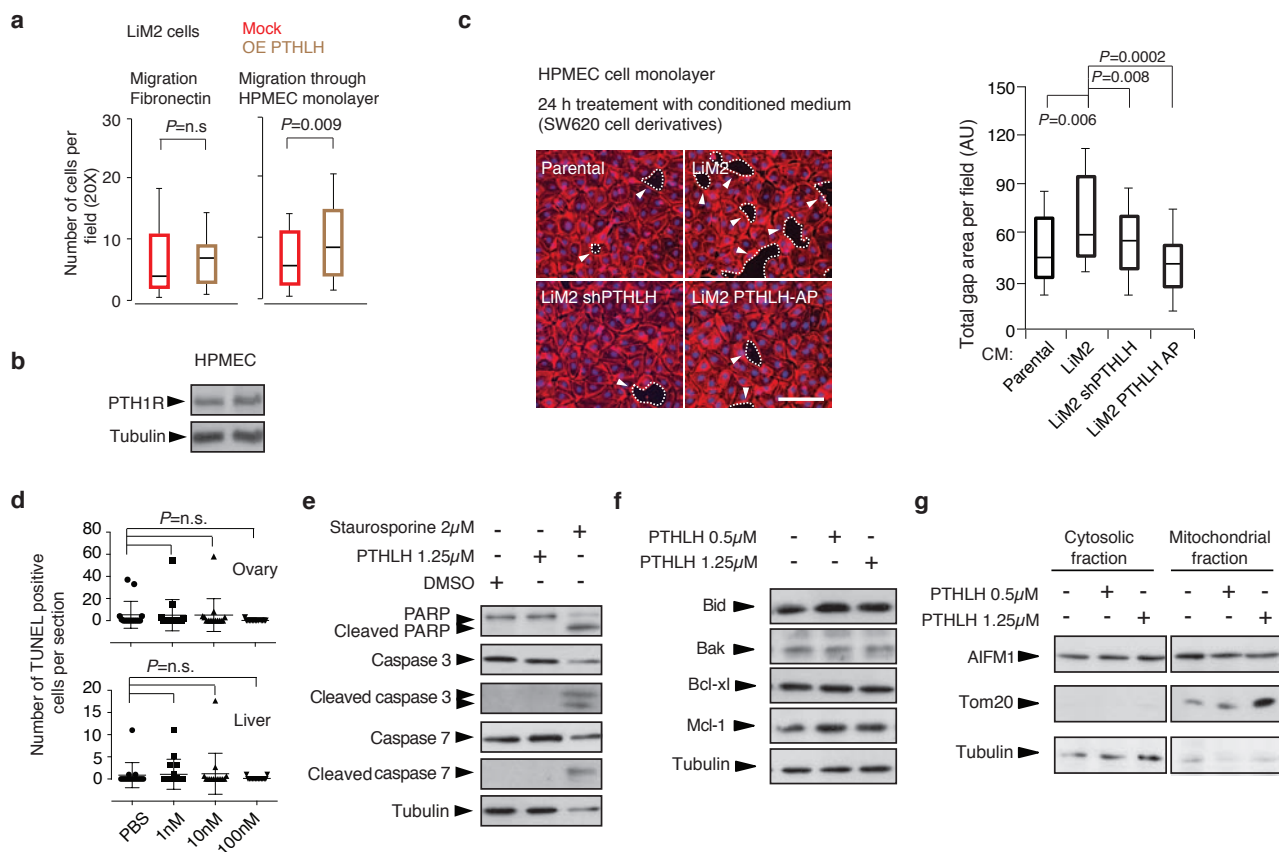 a
LiM2 cells
Mock
OE PTHLH
Migration
Fibronectin
Migration through
HPMEC monolayer
P=n.s
P=0.009
Number of cells per
field (20X)
30
20
10
0
b
HPMEC
PTH1R
Tubulin
c
HPMEC cell monolayer
24 h treatement with conditioned medium
(SW620 cell derivatives)
Parental
LiM2
LiM2 shPTHLH
LiM2 PTHLH-AP
P=0.0002
P=0.008
P=0.006
Total gap area per field (AU)
150
120
90
60
30
0
CM:
Parental
LiM2
LiM2 shPTHLH
LiM2 PTHLH AP
d
Number of TUNEL positive
cells per section
P=n.s.
80
60
40
20
0
Ovary
P=n.s.
20
15
10
5
0
Liver
PBS
1nM
10nM
100nM
e
Staurosporine 2µM - - +
PTHLH 1.25µM - + -
DMSO + - -
PARP
Cleaved PARP
Caspase 3
Cleaved caspase 3
Caspase 7
Cleaved caspase 7
Tubulin
f
PTHLH 0.5µM - + -
PTHLH 1.25µM - - +
Bid
Bak
Bcl-xl
Mcl-1
Tubulin
g
Cytosolic
fraction
Mitochondrial
fraction
PTHLH 0.5µM - + - - + -
PTHLH 1.25µM - - + - - +
AIFM1
Tom20
Tubulin